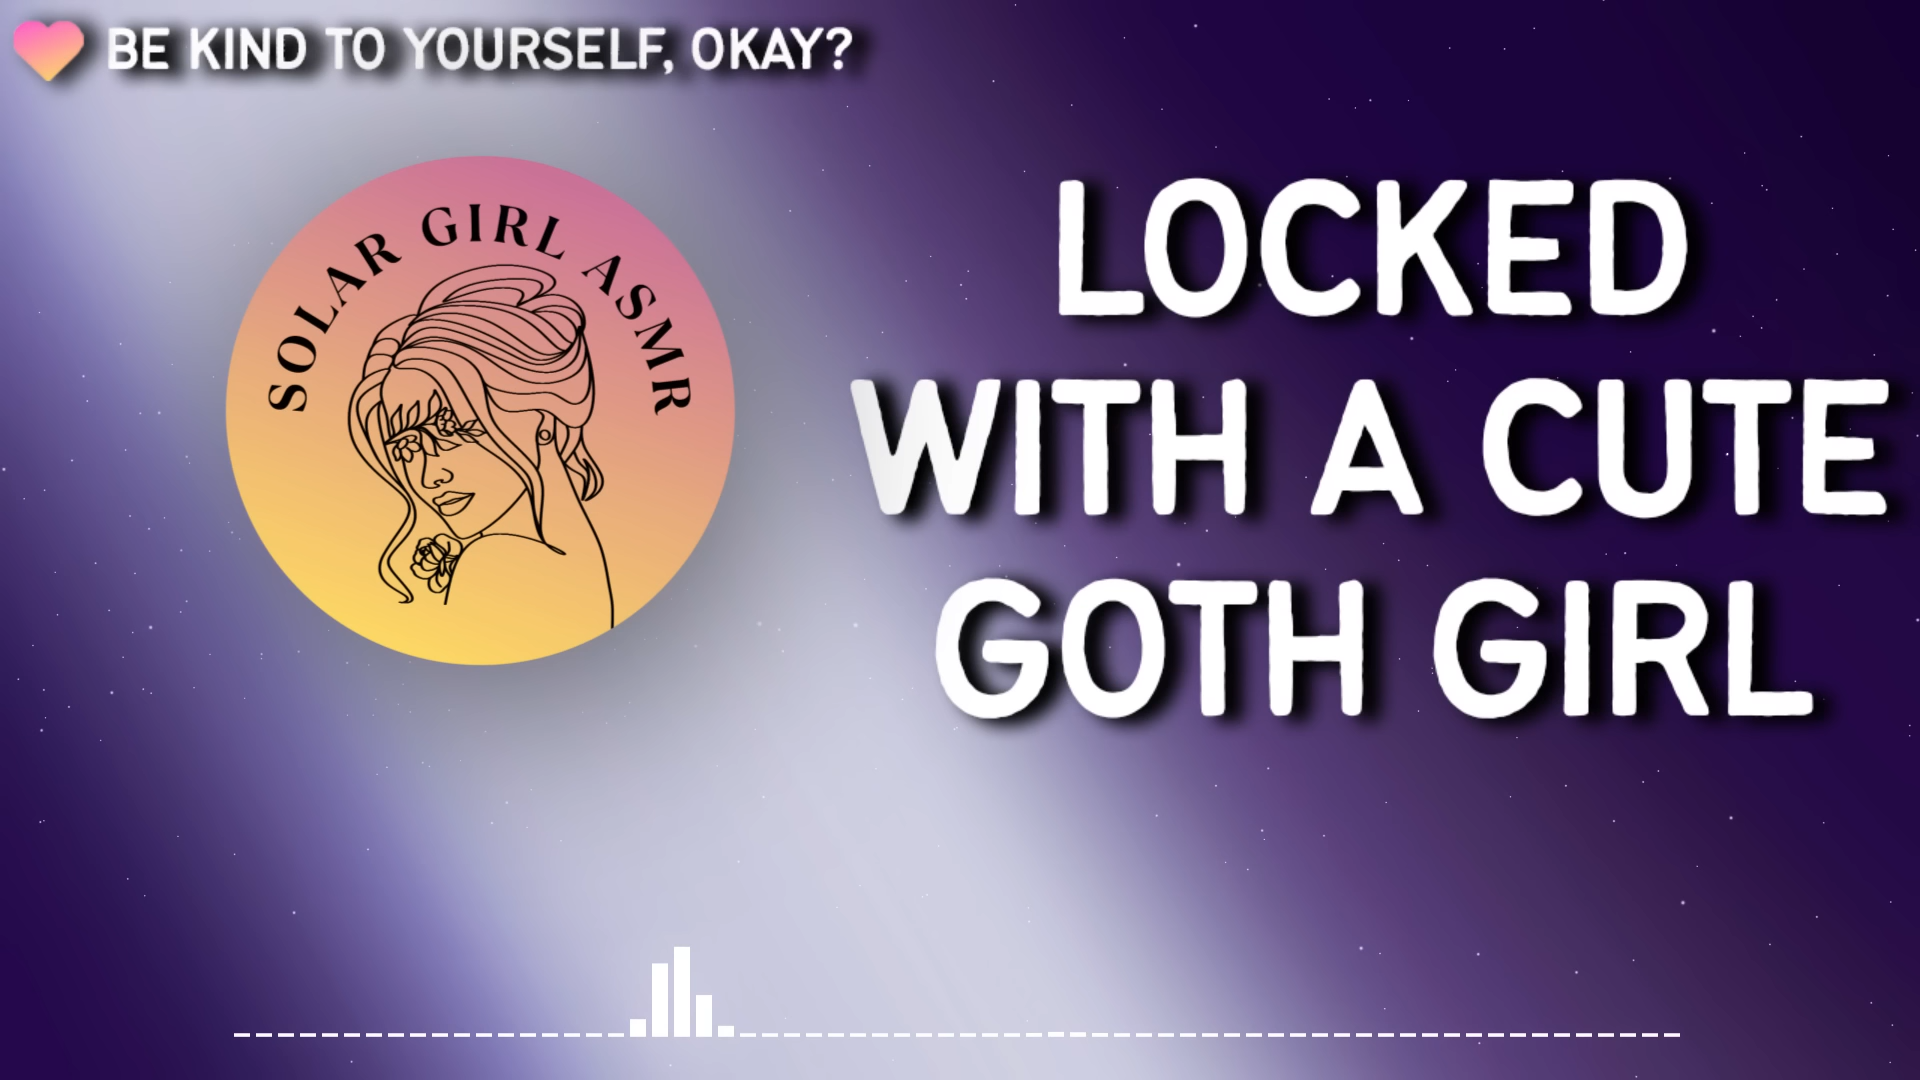 BE KIND TO YOURSELF, OKAY?
SOLAR GIRL ASMR
LOCKED
WITH A CUTE
GOTH GIRL